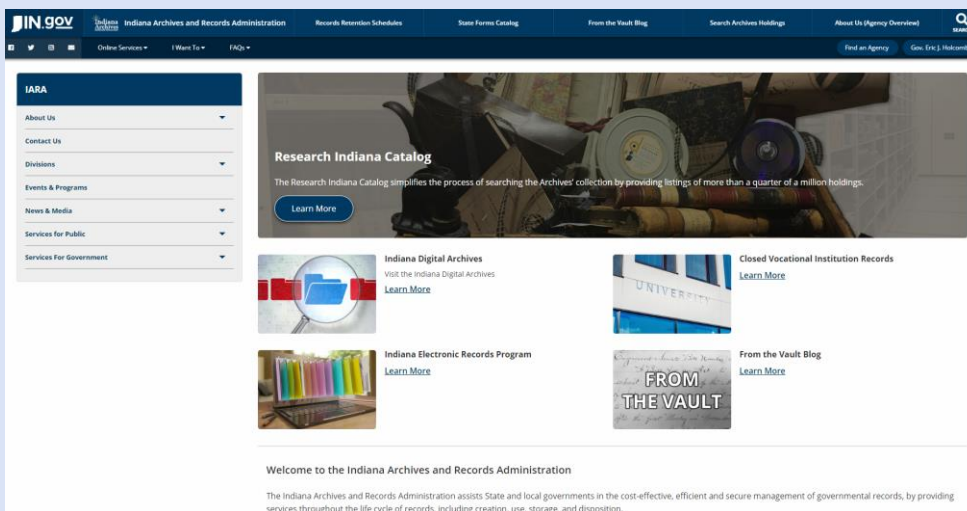 IN.gov
Indiana Archives
Indiana Archives and Records Administration
Records Retention Schedules
State Forms Catalog
From the Vault Blog
Search Archives Holdings
About Us (Agency Overview)
SEARCH
Online Services
I Want To
FAQs
Find an Agency
Gov. Eric J. Holcomb
IARA
About Us
Contact Us
Divisions
Events & Programs
News & Media
Services for Public
Services For Government
Research Indiana Catalog
The Research Indiana Catalog simplifies the process of searching the Archives' collection by providing listings of more than a quarter of a million holdings.
Learn More
Indiana Digital Archives
Visit the Indiana Digital Archives
Learn More
UNIVERSITY
Closed Vocational Institution Records
Learn More
Indiana Electronic Records Program
Learn More
FROM
THE VAULT
From the Vault Blog
Learn More
Welcome to the Indiana Archives and Records Administration
The Indiana Archives and Records Administration assists State and local governments in the cost-effective, efficient and secure management of governmental records, by providing
services throughout the life cycle of records, including creation, use, storage, and disposition.